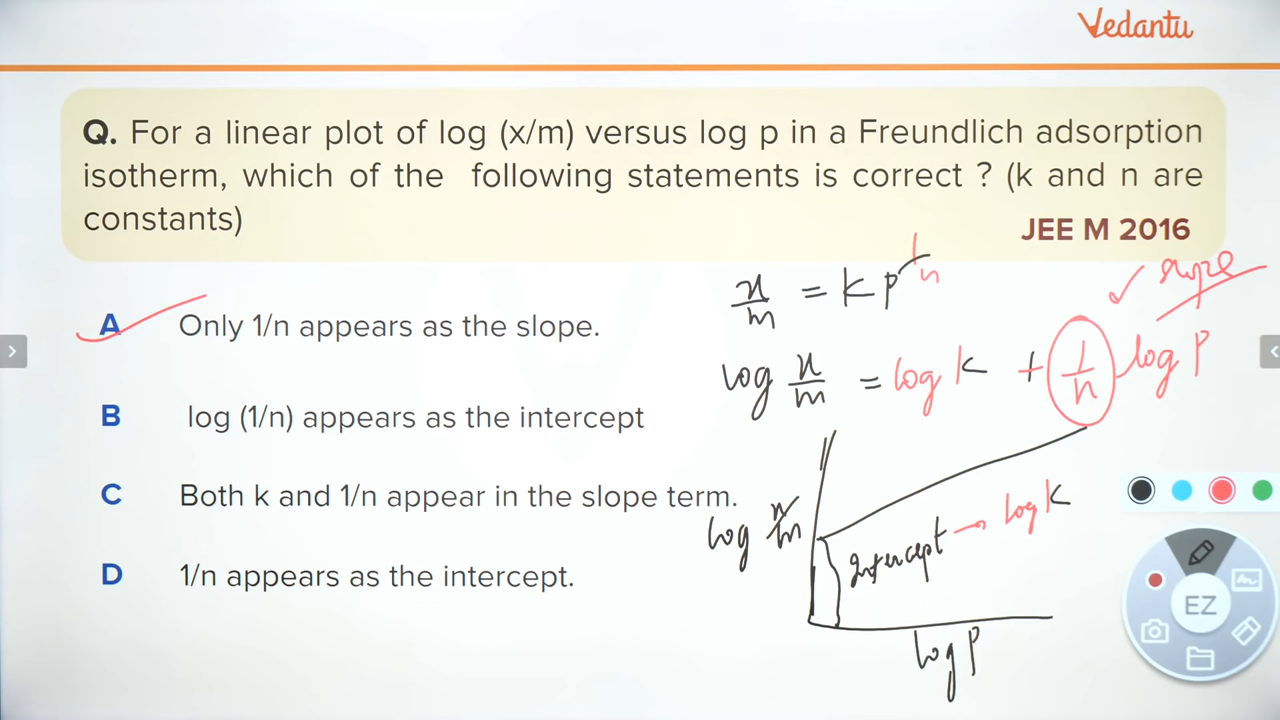 Vedantu
Q. For a linear plot of log (x/m) versus log p in a Freundlich adsorption
isotherm, which of the following statements is correct ? (k and n are
constants)
JEE M 2016
A Only 1/n appears as the slope.
B log (1/n) appears as the intercept
C Both k and 1/n appear in the slope term.
D 1/n appears as the intercept.
x/m = k p^1/n
✓ slope
log x/m = log k + 1/n log p
log x/m
Intercept → log k
log p
EZ